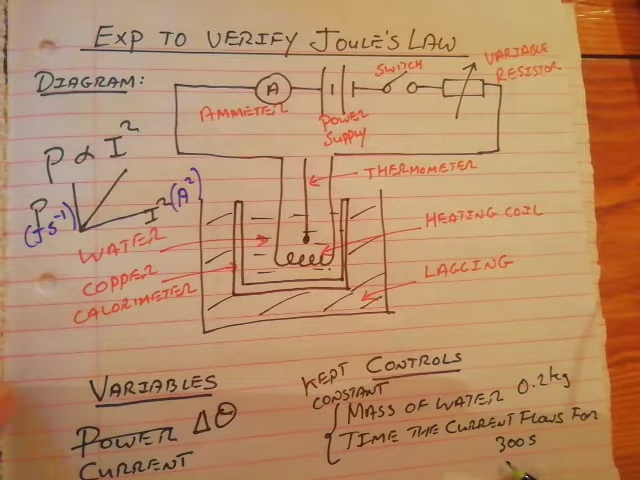 EXP TO VERIFY JOULE'S LAW
DIAGRAM:
SWITCH
VARIABLE
RESISTOR
A
AMMETER
POWER
SUPPLY
P ∝ I²
P
(JS⁻¹)
I² (A²)
THERMOMETER
WATER
HEATING COIL
COPPER
CALORIMETER
LAGGING
VARIABLES
POWER Δθ
CURRENT
KEPT CONTROLS
CONSTANT
MASS OF WATER 0.2kg
TIME THE CURRENT FLOWS FOR
300s